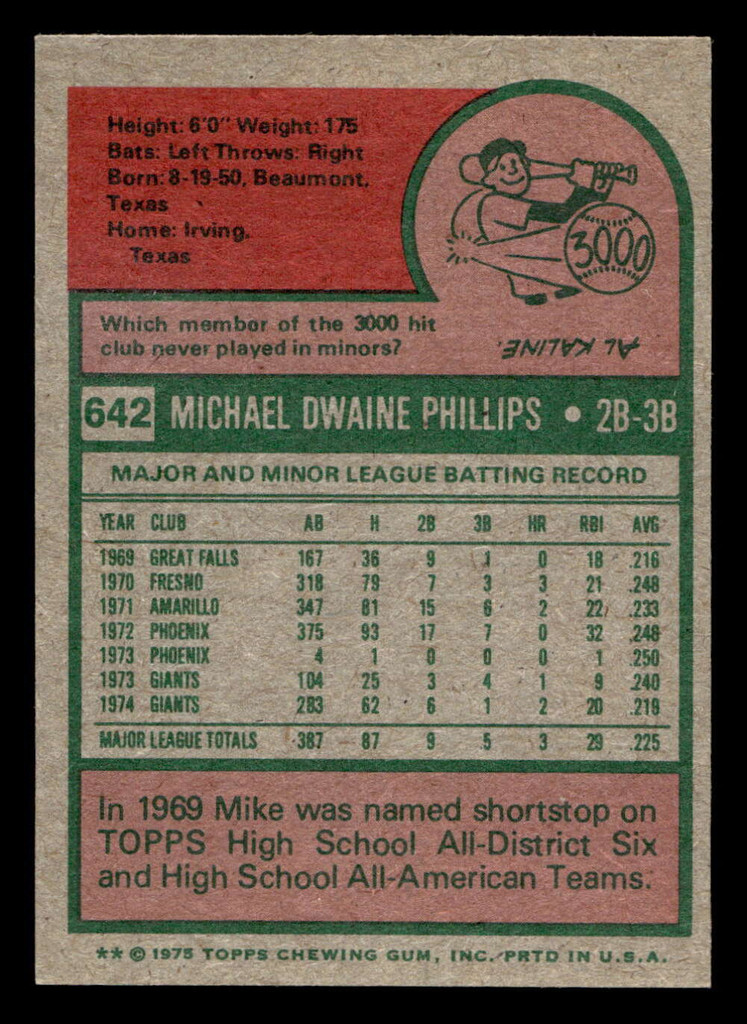 Height: 6'0" Weight: 175
Bats: Left Throws: Right
Born: 8-19-50, Beaumont,
Texas
Home: Irving,
Texas
3000
Which member of the 3000 hit
club never played in minors?
AL KALINE.
642 MICHAEL DWAINE PHILLIPS • 2B-3B
MAJOR AND MINOR LEAGUE BATTING RECORD
YEAR CLUB AB H 2B 3B HR RBI AVG
1969 GREAT FALLS 167 36 9 1 0 18 .216
1970 FRESNO 318 79 7 3 3 21 .248
1971 AMARILLO 347 81 15 6 2 22 .233
1972 PHOENIX 375 93 17 7 0 32 .248
1973 PHOENIX 4 1 0 0 0 1 .250
1973 GIANTS 104 25 3 4 1 9 .240
1974 GIANTS 283 62 6 1 2 20 .219
MAJOR LEAGUE TOTALS 387 87 9 5 3 29 .225
In 1969 Mike was named shortstop on
TOPPS High School All-District Six
and High School All-American Teams.
** © 1975 TOPPS CHEWING GUM, INC. PRTD IN U.S.A.